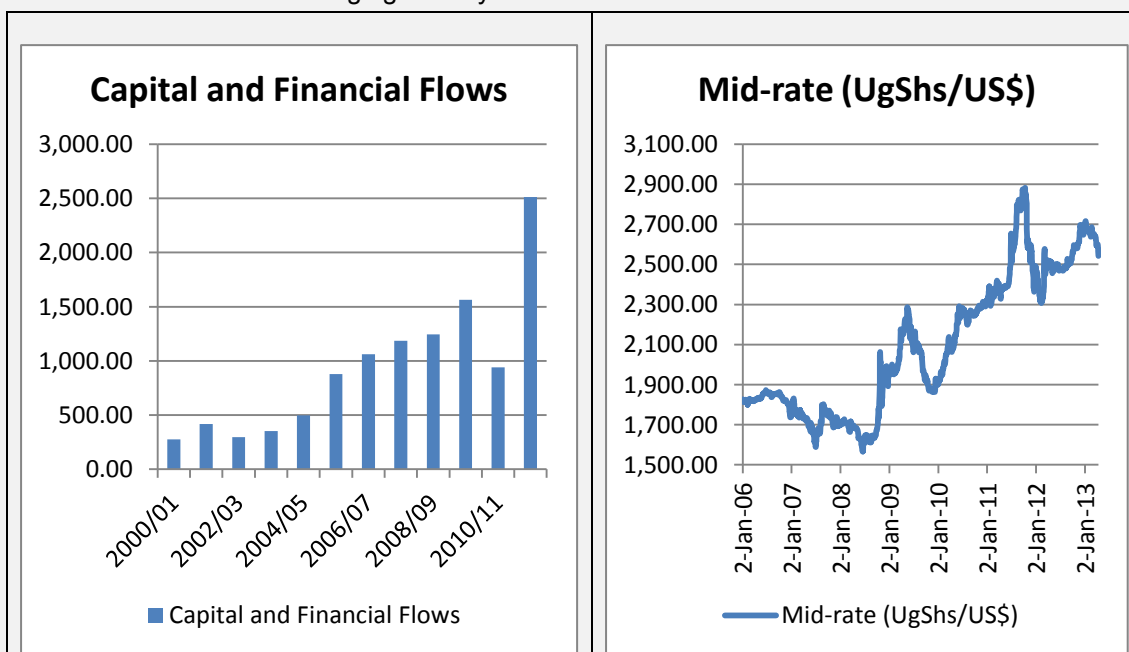 Capital and Financial Flows
3,000.00
2,500.00
2,000.00
1,500.00
1,000.00
500.00
0.00
2000/01
2002/03
2004/05
2006/07
2008/09
2010/11
Capital and Financial Flows
Mid-rate (UgShs/US$)
3,100.00
2,900.00
2,700.00
2,500.00
2,300.00
2,100.00
1,900.00
1,700.00
1,500.00
2-Jan-06
2-Jan-07
2-Jan-08
2-Jan-09
2-Jan-10
2-Jan-11
2-Jan-12
2-Jan-13
Mid-rate (UgShs/US$)